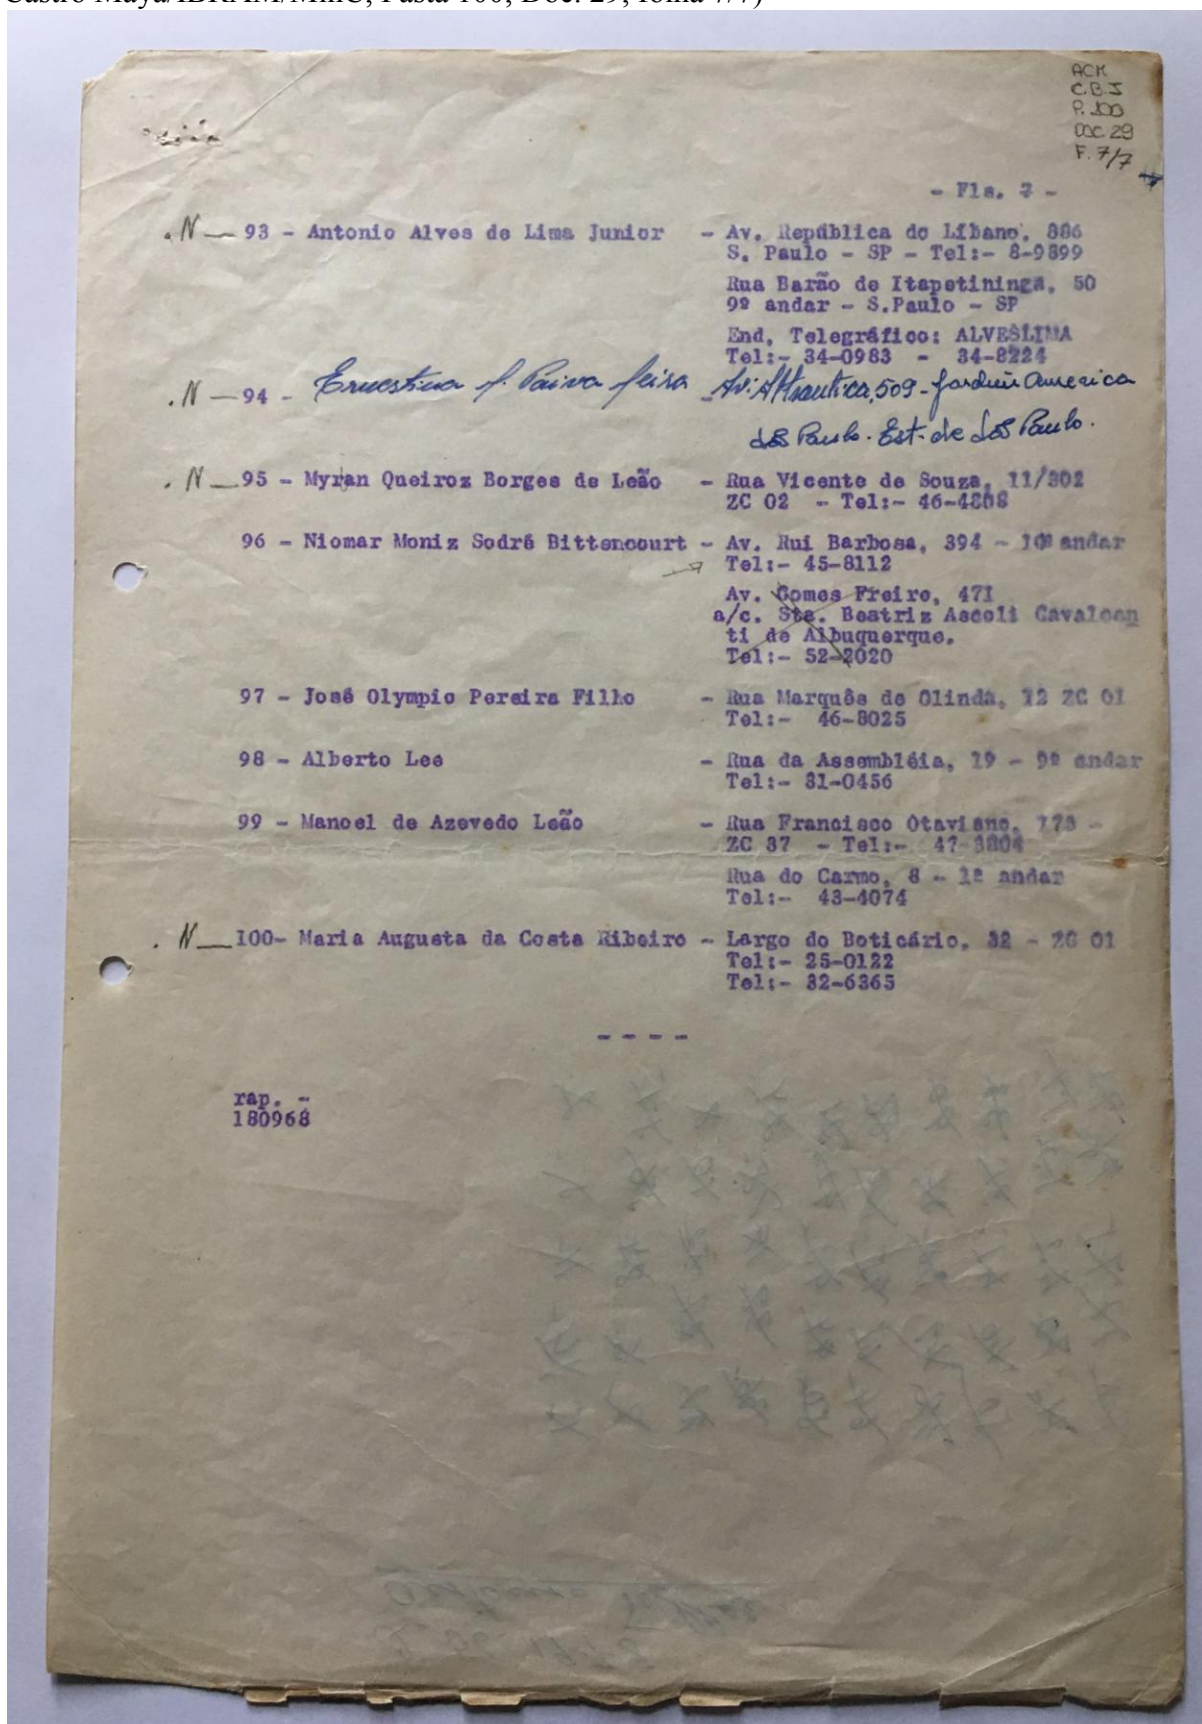 Castro Maya/IBRAM/MinC, Pasta 100, Doc. 29, folha 7/7)
ACM
C.B.J
P. 100
DOC. 29
F. 7/7
- Fls. 7 -
. N — 93 - Antonio Alves de Lima Junior - Av. República do Líbano, 886
S. Paulo - SP - Tel:- 8-9899
Rua Barão de Itapetininga, 50
9º andar - S.Paulo - SP
End. Telegráfico: ALVESLIMA
Tel:- 34-0983 - 34-8224
. N — 94 - Ernestina Paiva - Av. Atlantica, 509 - Jardim America
São Paulo. Est. de São Paulo.
. N — 95 - Myran Queiroz Borges de Leão - Rua Vicente de Souza, 11/302
ZC 02 - Tel:- 46-4808
96 - Niomar Moniz Sodré Bittencourt - Av. Rui Barbosa, 394 - 10º andar
Tel:- 45-8112
Av. Gomes Freire, 471
a/c. Sta. Beatriz Ascoli Cavalcan
ti de Albuquerque.
Tel:- 52-2020
97 - José Olympio Pereira Filho - Rua Marquês de Olinda, 12 ZC 01
Tel:- 46-8025
98 - Alberto Lee - Rua da Assembléia, 19 - 9º andar
Tel:- 31-0456
99 - Manoel de Azevedo Leão - Rua Francisco Otaviano, 173 -
ZC 37 - Tel:- 47-3804
Rua do Carmo, 8 - 1º andar
Tel:- 43-4074
. N — 100- Maria Augusta da Costa Ribeiro - Largo do Boticário, 32 - ZC 01
Tel:- 25-0122
Tel:- 32-6365
- - - -
rap. -
180968